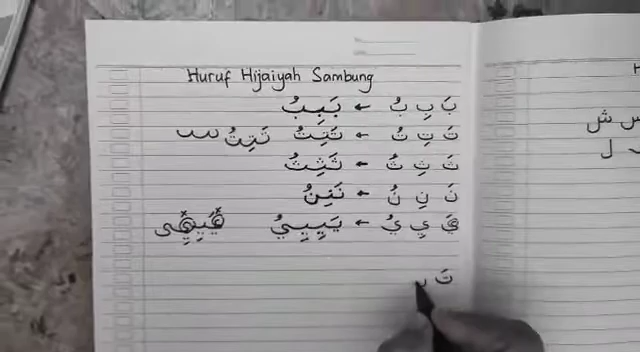 Huruf Hijaiyah Sambung
بَ بِ بُ ← بَبِبُ
تَ تِ تُ ← تَتِتُ تَتِتُ
ثَ ثِ ثُ ← ثَثِثُ
نَ نِ نُ ← نَنِنُ
يَ يِ يُ ← يَيِيُ
تَ
س ش
ل